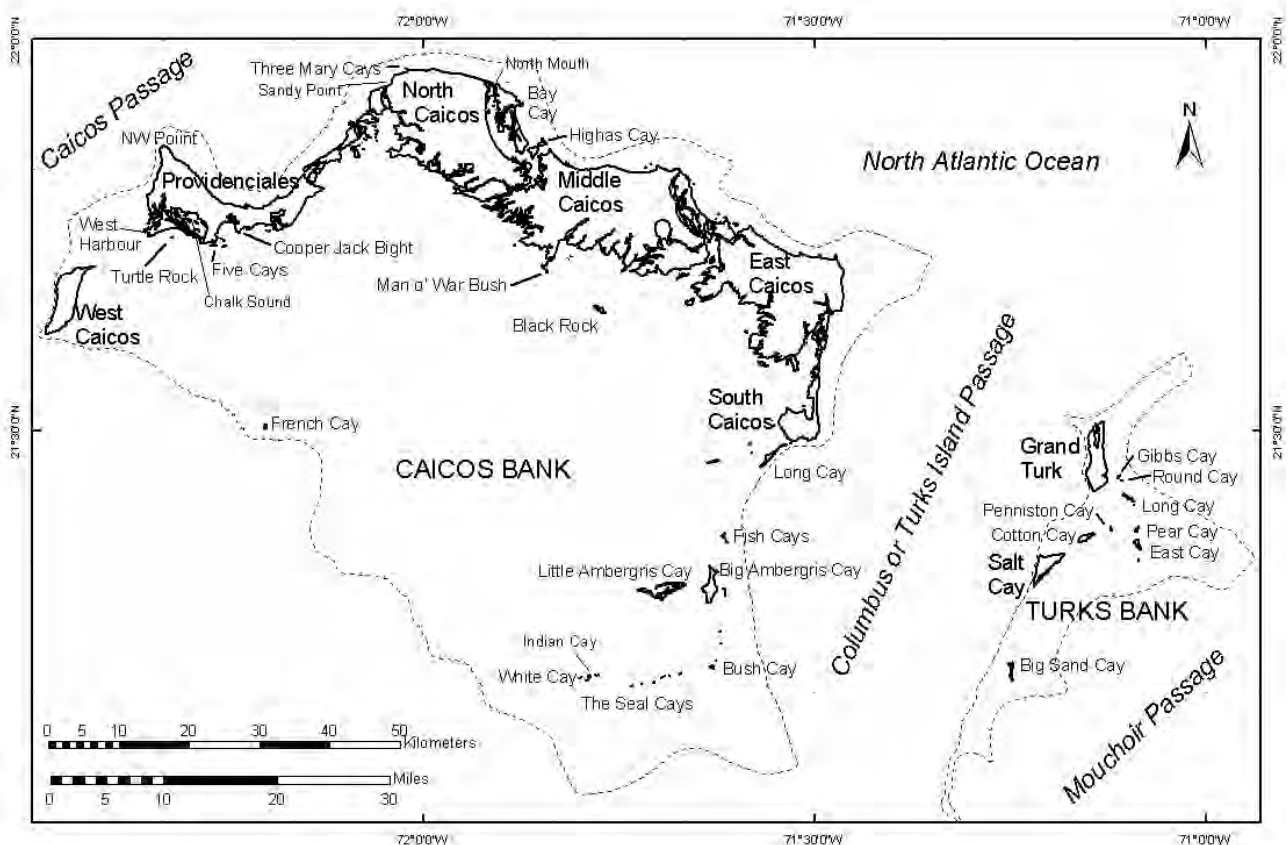 72°0'0"W
71°30'0"W
71°0'0"W
22°0'0"N
22°0'0"N
Caicos Passage
Three Mary Cays
Sandy Point
North
Caicos
North Mouth
Bay
Cay
Highas Cay
N
NW Point
Providenciales
Middle
Caicos
North Atlantic Ocean
West
Harbour
Turtle Rock
Five Cays
Cooper Jack Bight
Chalk Sound
Man o' War Bush
Black Rock
East
Caicos
West
Caicos
South
Caicos
French Cay
21°30'0"N
21°30'0"N
CAICOS BANK
Long Cay
Columbus or Turks Island Passage
Grand
Turk
Gibbs Cay
Round Cay
Long Cay
Penniston Cay
Cotton Cay
Pear Cay
East Cay
Salt
Cay
Fish Cays
Little Ambergris Cay
Big Ambergris Cay
TURKS BANK
Indian Cay
White Cay
The Seal Cays
Bush Cay
Big Sand Cay
Mouchoir Passage
0 5 10 20 30 40 50
Kilometers
Miles
0 5 10 20 30
72°0'0"W
71°30'0"W
71°0'0"W